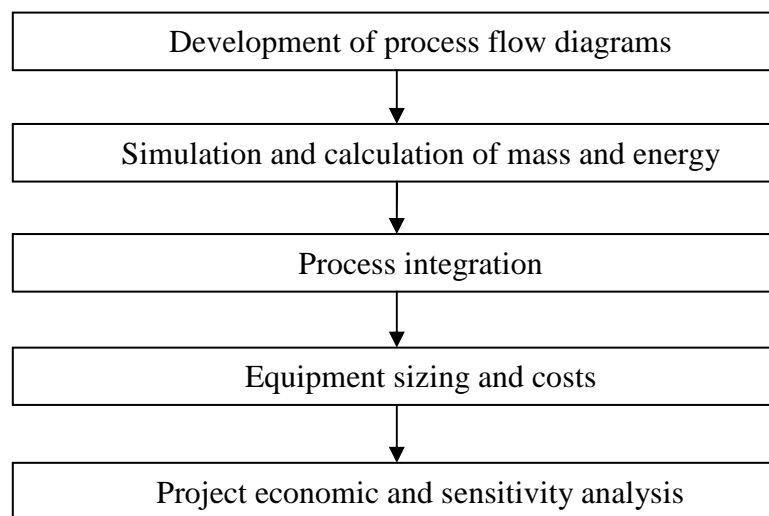 Development of process flow diagrams
Simulation and calculation of mass and energy
Process integration
Equipment sizing and costs
Project economic and sensitivity analysis